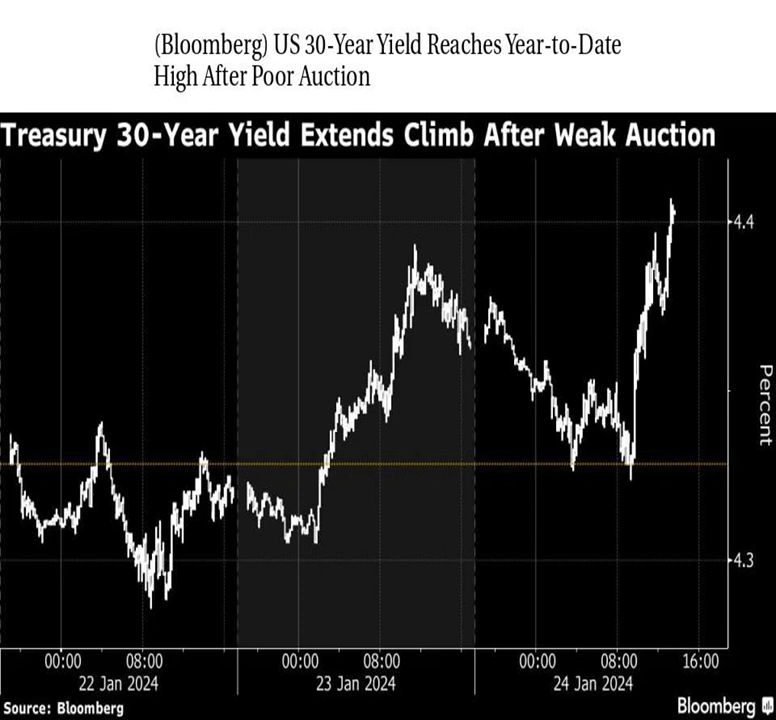 (Bloomberg) US 30-Year Yield Reaches Year-to-Date
High After Poor Auction
Treasury 30-Year Yield Extends Climb After Weak Auction
4.4
Percent
4.3
00:00 08:00 00:00 08:00 00:00 08:00 16:00
22 Jan 2024 23 Jan 2024 24 Jan 2024
Source: Bloomberg Bloomberg